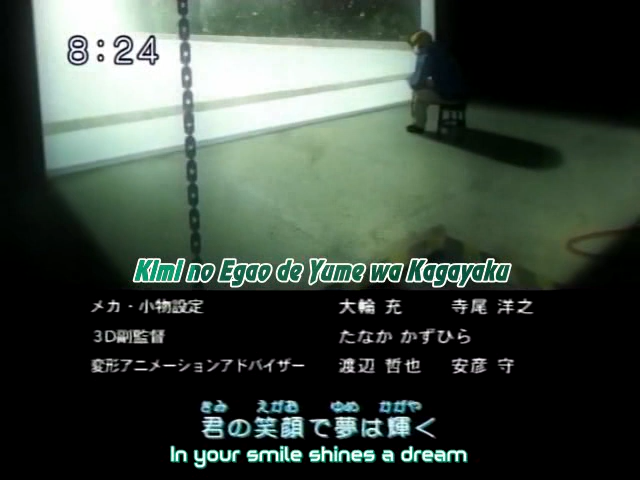 8:24
Kimi no Egao de Yume wa Kagayaku
メカ・小物設定 大輪 充 寺尾 洋之
3D副監督 たなか かずひら
変形アニメーションアドバイザー 渡辺 哲也 安彦 守
きみ えがお ゆめ かがや
君の笑顔で夢は輝く
In your smile shines a dream